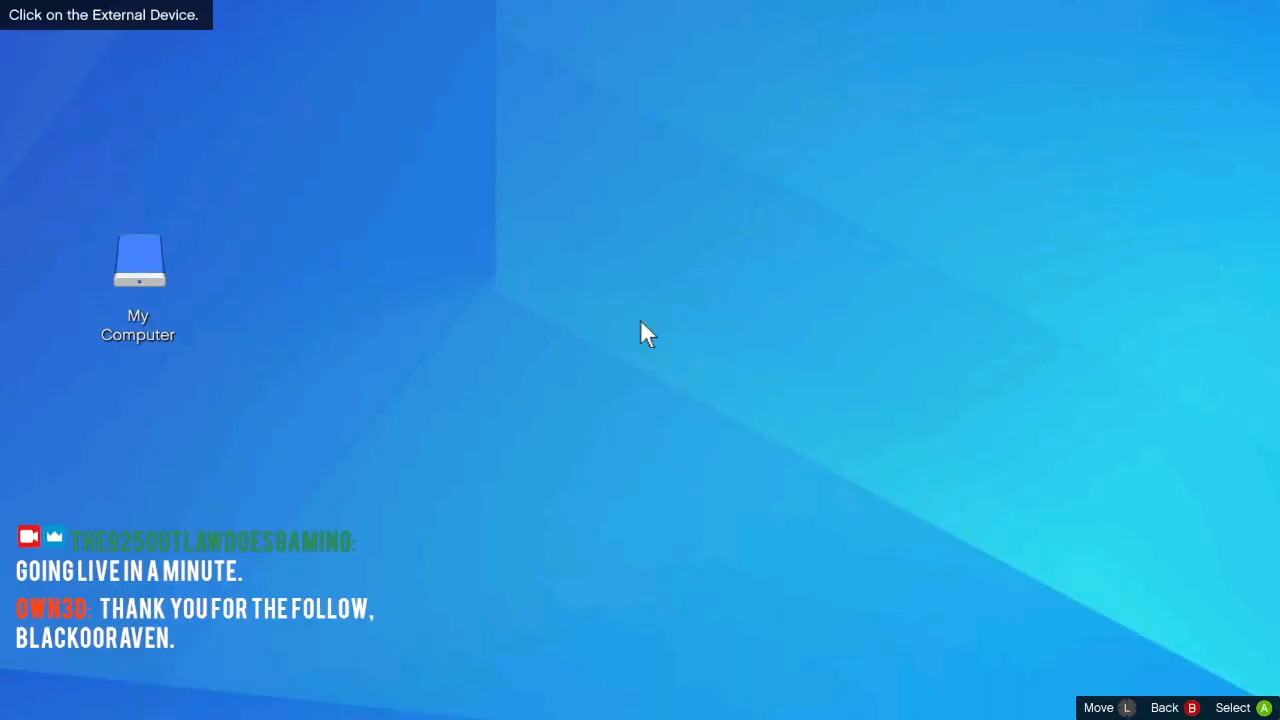 Click on the External Device.
My
Computer
THE925OUTLAWDOESGAMING:
GOING LIVE IN A MINUTE.
OWN3D: THANK YOU FOR THE FOLLOW,
BLACKOORAVEN.
Move L Back B Select A